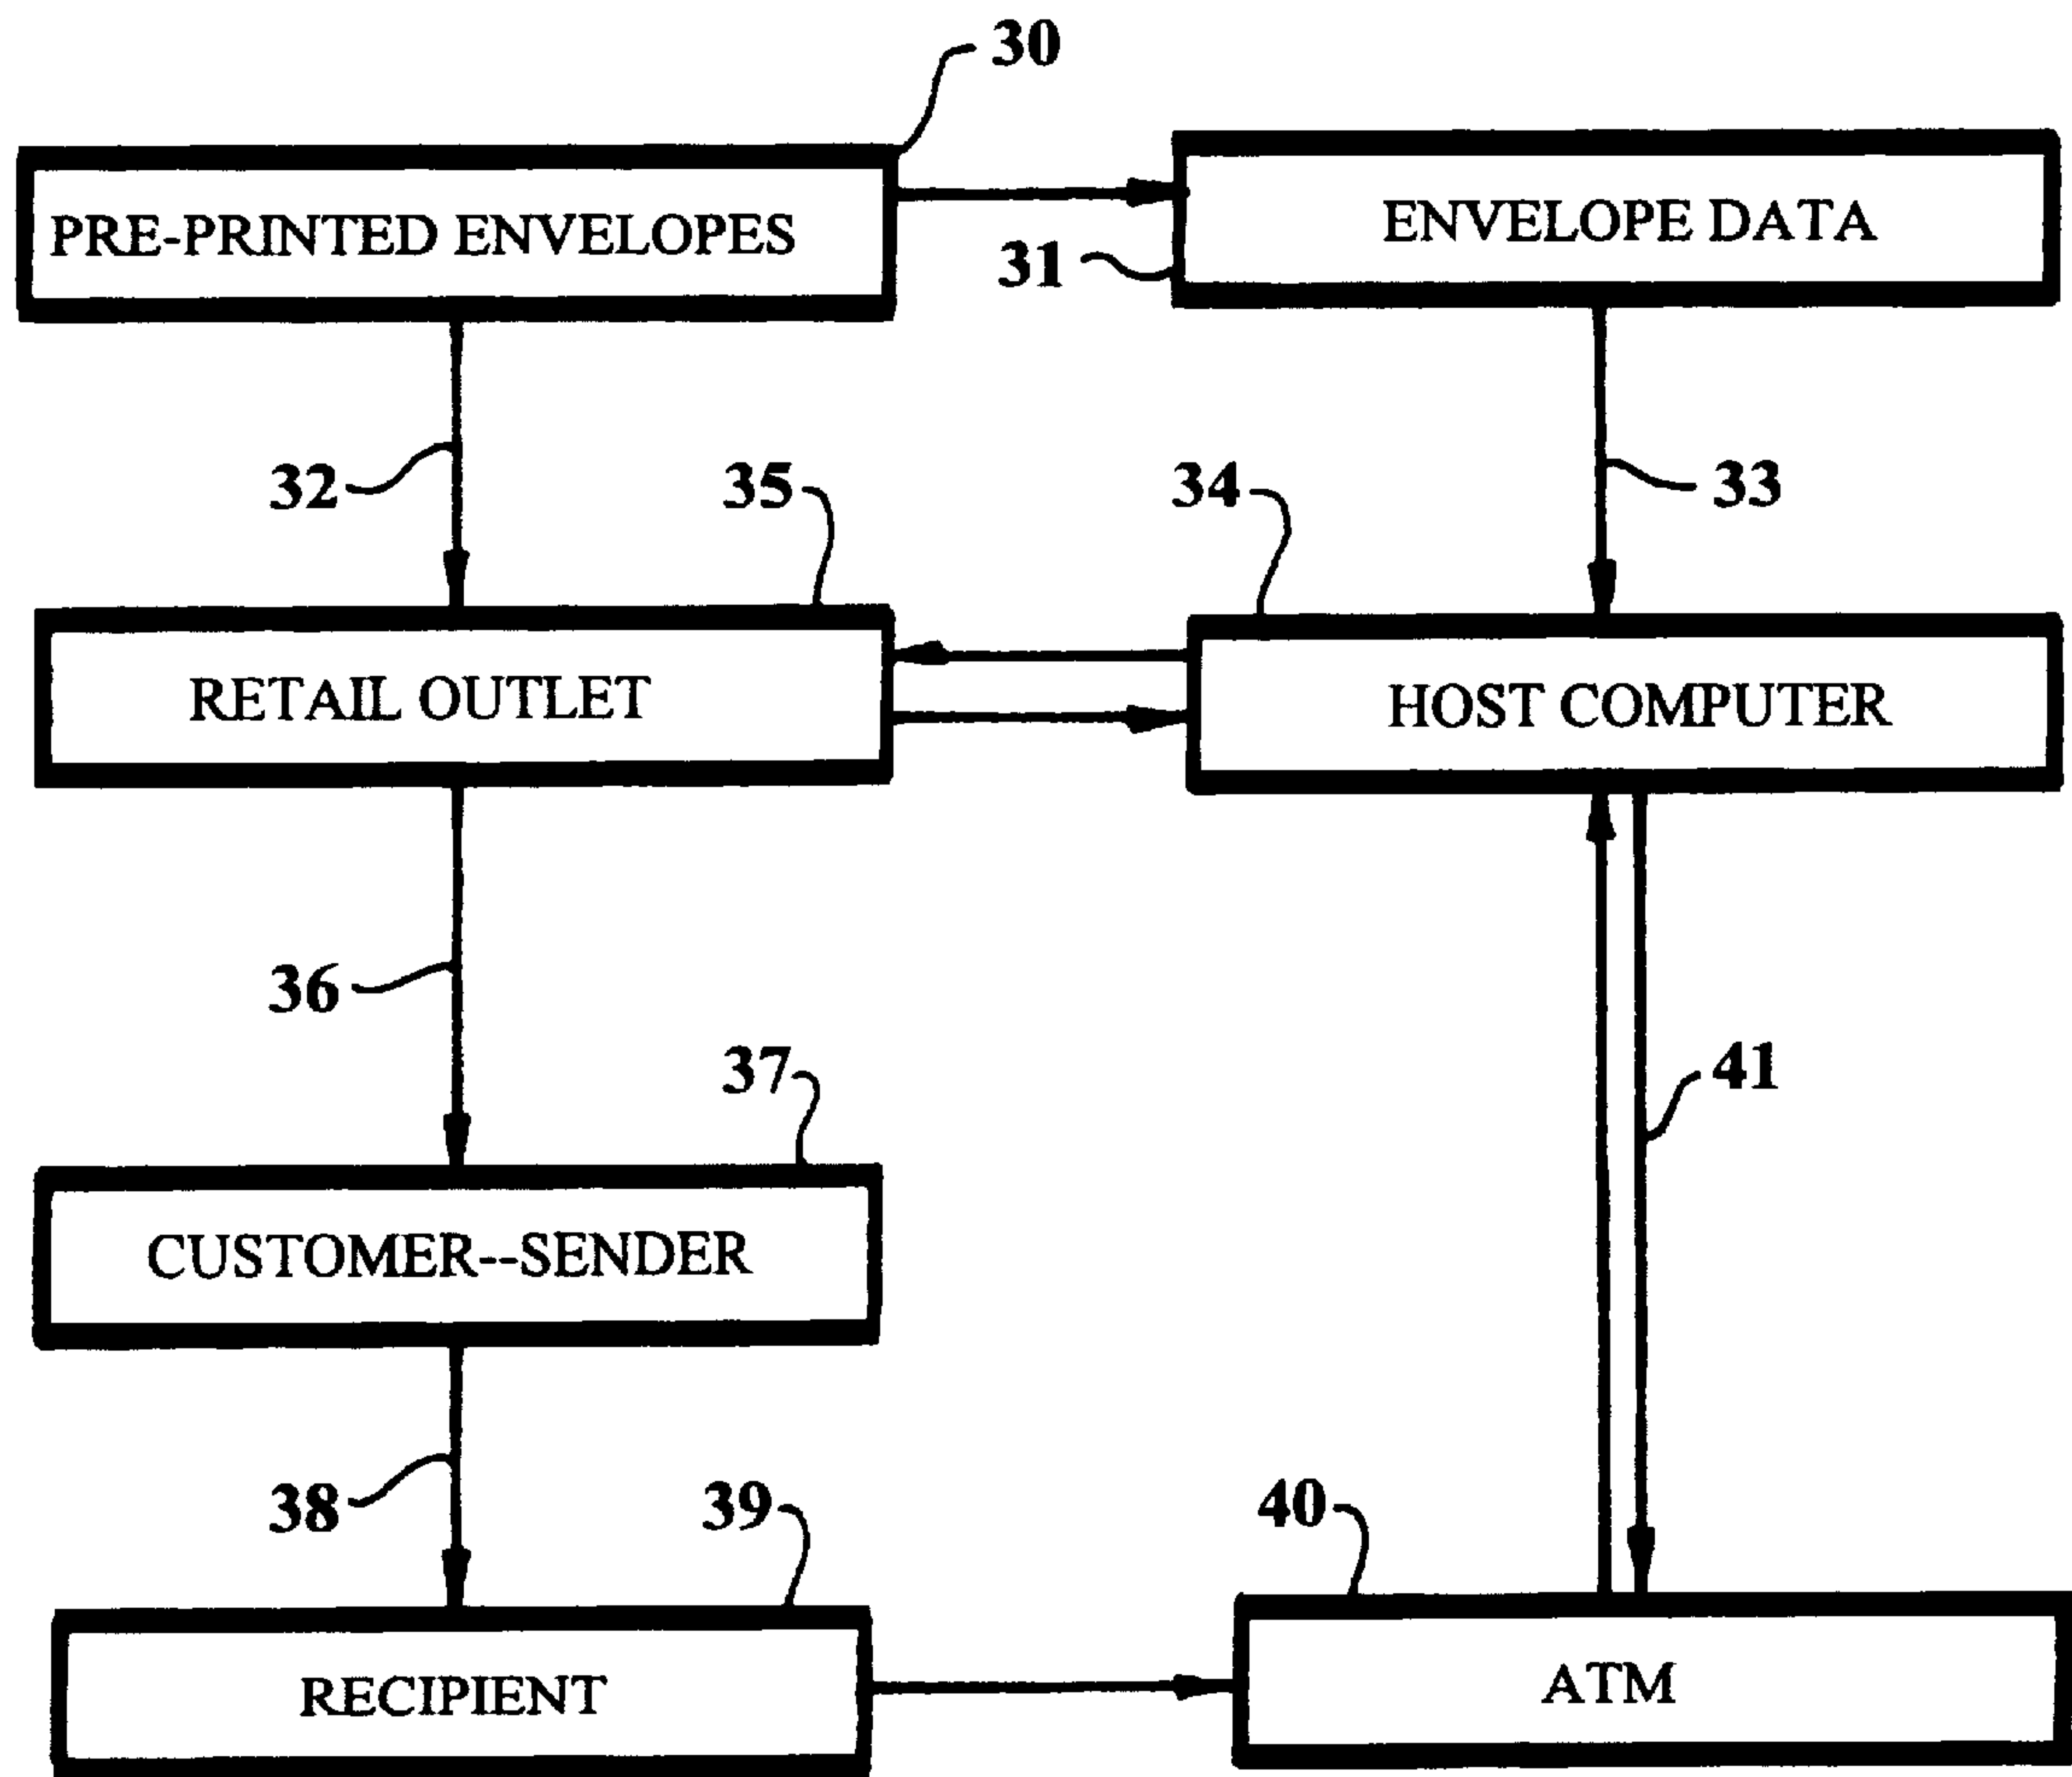 30
PRE-PRINTED ENVELOPES
ENVELOPE DATA
31
32
35
34
33
RETAIL OUTLET
HOST COMPUTER
36
37
41
CUSTOMER--SENDER
38
39
40
RECIPIENT
ATM